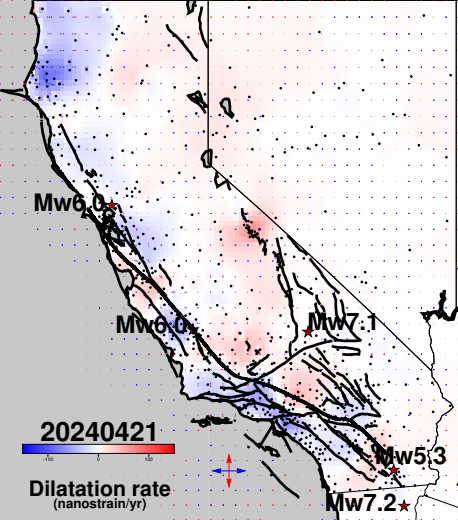 Mw6.0
Mw6.0
Mw7.1
20240421
-100 0 100
Dilatation rate
(nanostrain/yr)
Mw5.3
Mw7.2